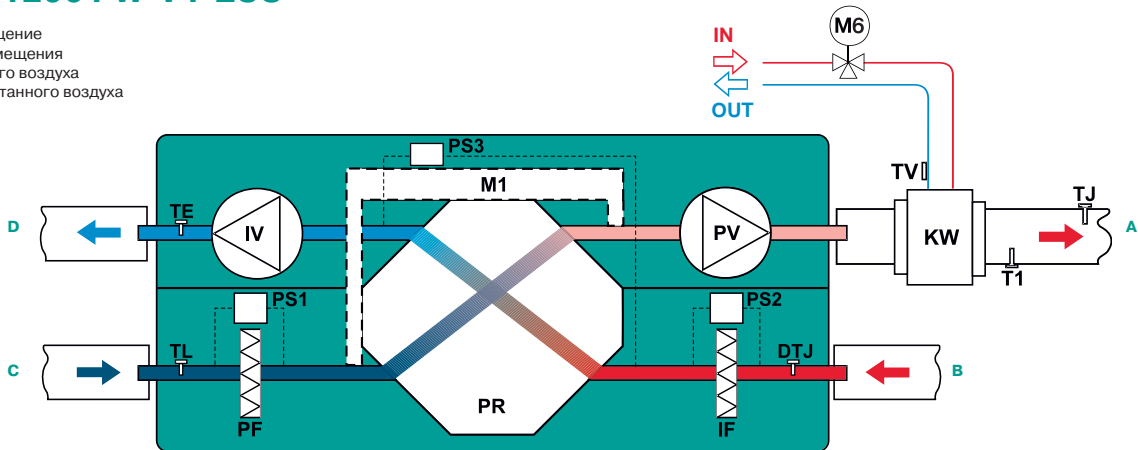 щение
мещения
го воздуха
танного воздуха
IN
M6
OUT
PS3
TV
M1
TJ
TE
D
IV
PV
KW
A
T1
PS1
PS2
TL
DTJ
C
B
PR
PF
IF